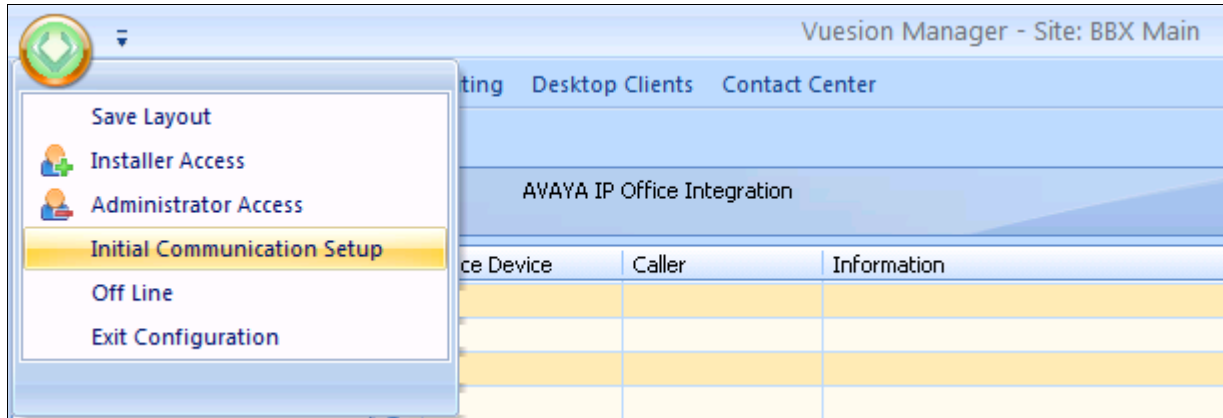 Vuesion Manager - Site: BBX Main
ting Desktop Clients Contact Center
Save Layout
Installer Access
Administrator Access
Initial Communication Setup
Off Line
Exit Configuration
AVAYA IP Office Integration
ce Device Caller Information